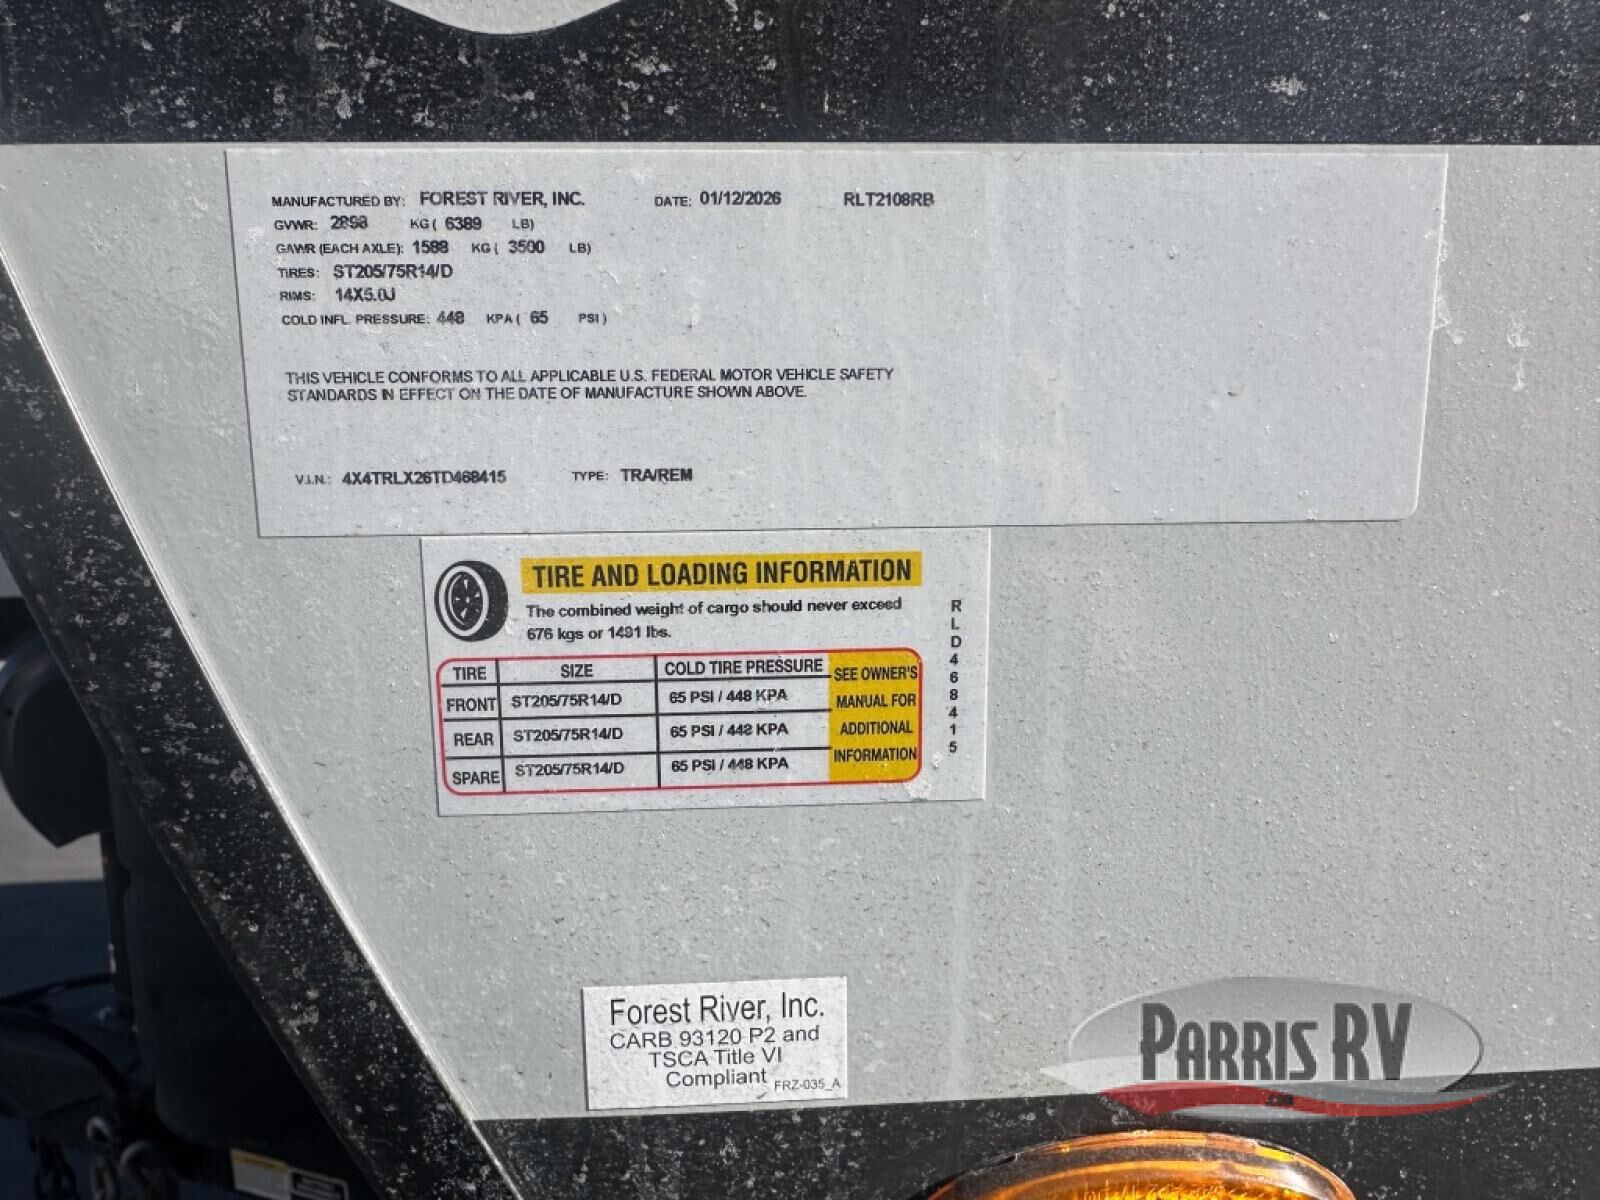 MANUFACTURED BY: FOREST RIVER, INC. DATE: 01/12/2026 RLT2108RB
GVWR: 2898 KG ( 6389 LB)
GAWR (EACH AXLE): 1588 KG ( 3500 LB)
TIRES: ST205/75R14/D
RIMS: 14X5.0J
COLD INFL. PRESSURE: 448 KPA ( 65 PSI )
THIS VEHICLE CONFORMS TO ALL APPLICABLE U.S. FEDERAL MOTOR VEHICLE SAFETY
STANDARDS IN EFFECT ON THE DATE OF MANUFACTURE SHOWN ABOVE.
V.I.N.: 4X4TRLX26TD468415 TYPE: TRA/REM
TIRE AND LOADING INFORMATION
The combined weight of cargo should never exceed
676 kgs or 1491 lbs.
TIRE SIZE COLD TIRE PRESSURE
FRONT ST205/75R14/D 65 PSI / 448 KPA
REAR ST205/75R14/D 65 PSI / 448 KPA
SPARE ST205/75R14/D 65 PSI / 448 KPA
SEE OWNER'S
MANUAL FOR
ADDITIONAL
INFORMATION
RLD468415
Forest River, Inc.
CARB 93120 P2 and
TSCA Title VI
Compliant FRZ-035_A
PARRIS RV
.COM